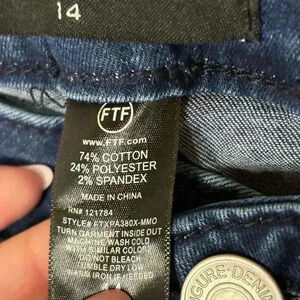 14
FTF
www.FTF.com
74% COTTON
24% POLYESTER
2% SPANDEX
MADE IN CHINA
RN# 121784
STYLE# FTXPA380X-MMO
TURN GARMENT INSIDE OUT
MACHINE WASH COLD
WITH SIMILAR COLOR
DO NOT BLEACH
TUMBLE DRY LOW
WARM IRON IF NEEDED
FIGURE·DENIM